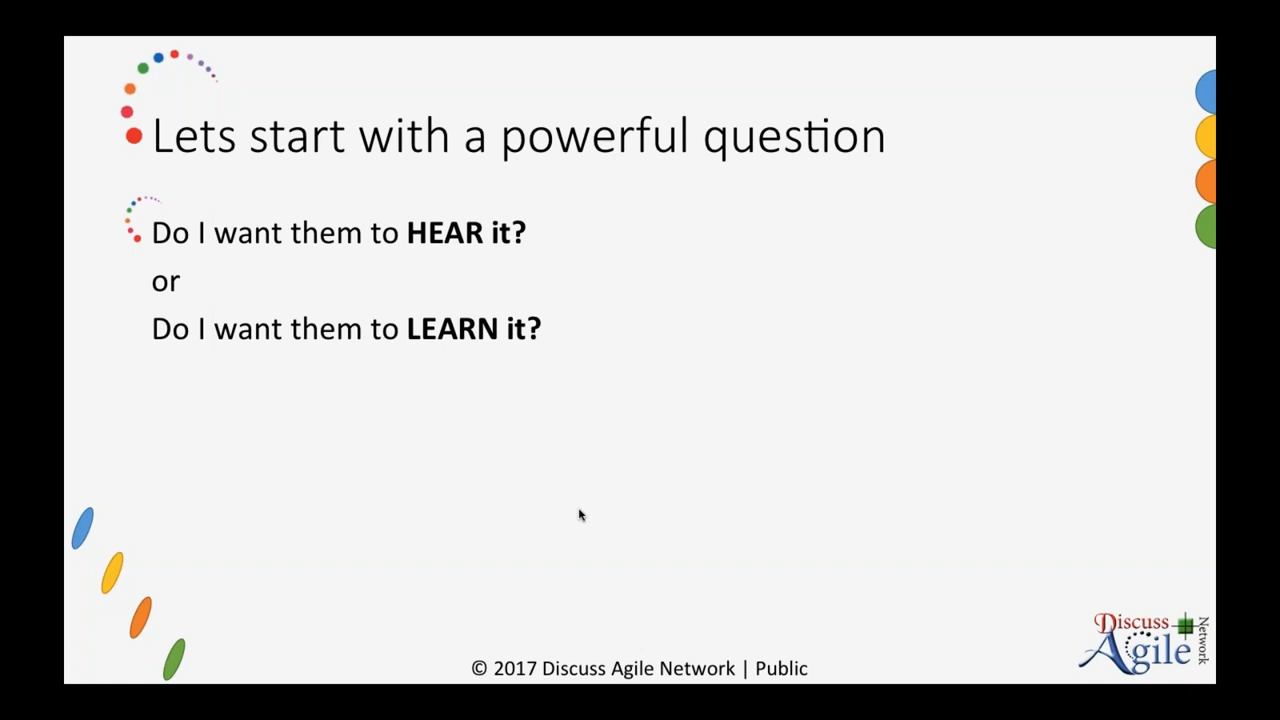 Lets start with a powerful question
Do I want them to HEAR it?
or
Do I want them to LEARN it?
© 2017 Discuss Agile Network | Public
Discuss
Agile
Network